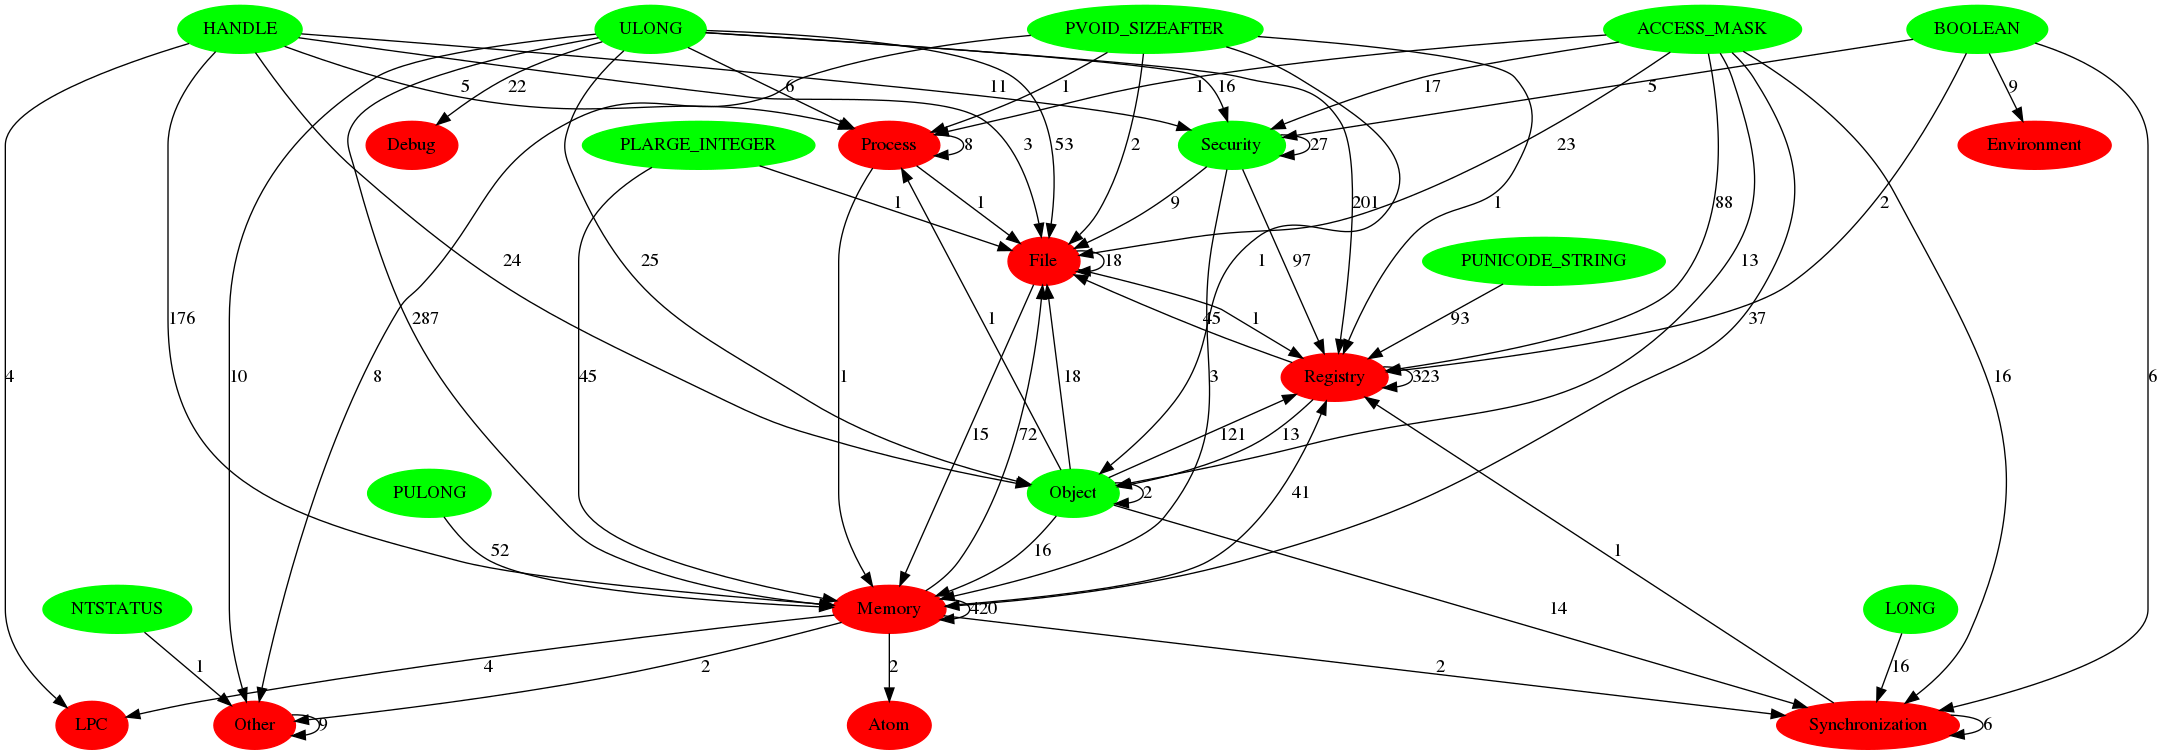 HANDLE ULONG PVOID_SIZEAFTER ACCESS_MASK BOOLEAN
5 22 6 11 1 1 16 17 5 9
Debug PLARGE_INTEGER Process 8 3 53 2 Security 27 23 Environment
1 1 9 201 1 88 2
24 25 File 18 1 97 PUNICODE_STRING 13
176 287 1 45 1 93 37
4 10 8 45 1 18 3 Registry 323 16 6
15 72 121 13
PULONG Object 2 41
52 16 1
NTSTATUS Memory 420 14 LONG
1 4 2 2 2 16
LPC Other 9 Atom Synchronization 6